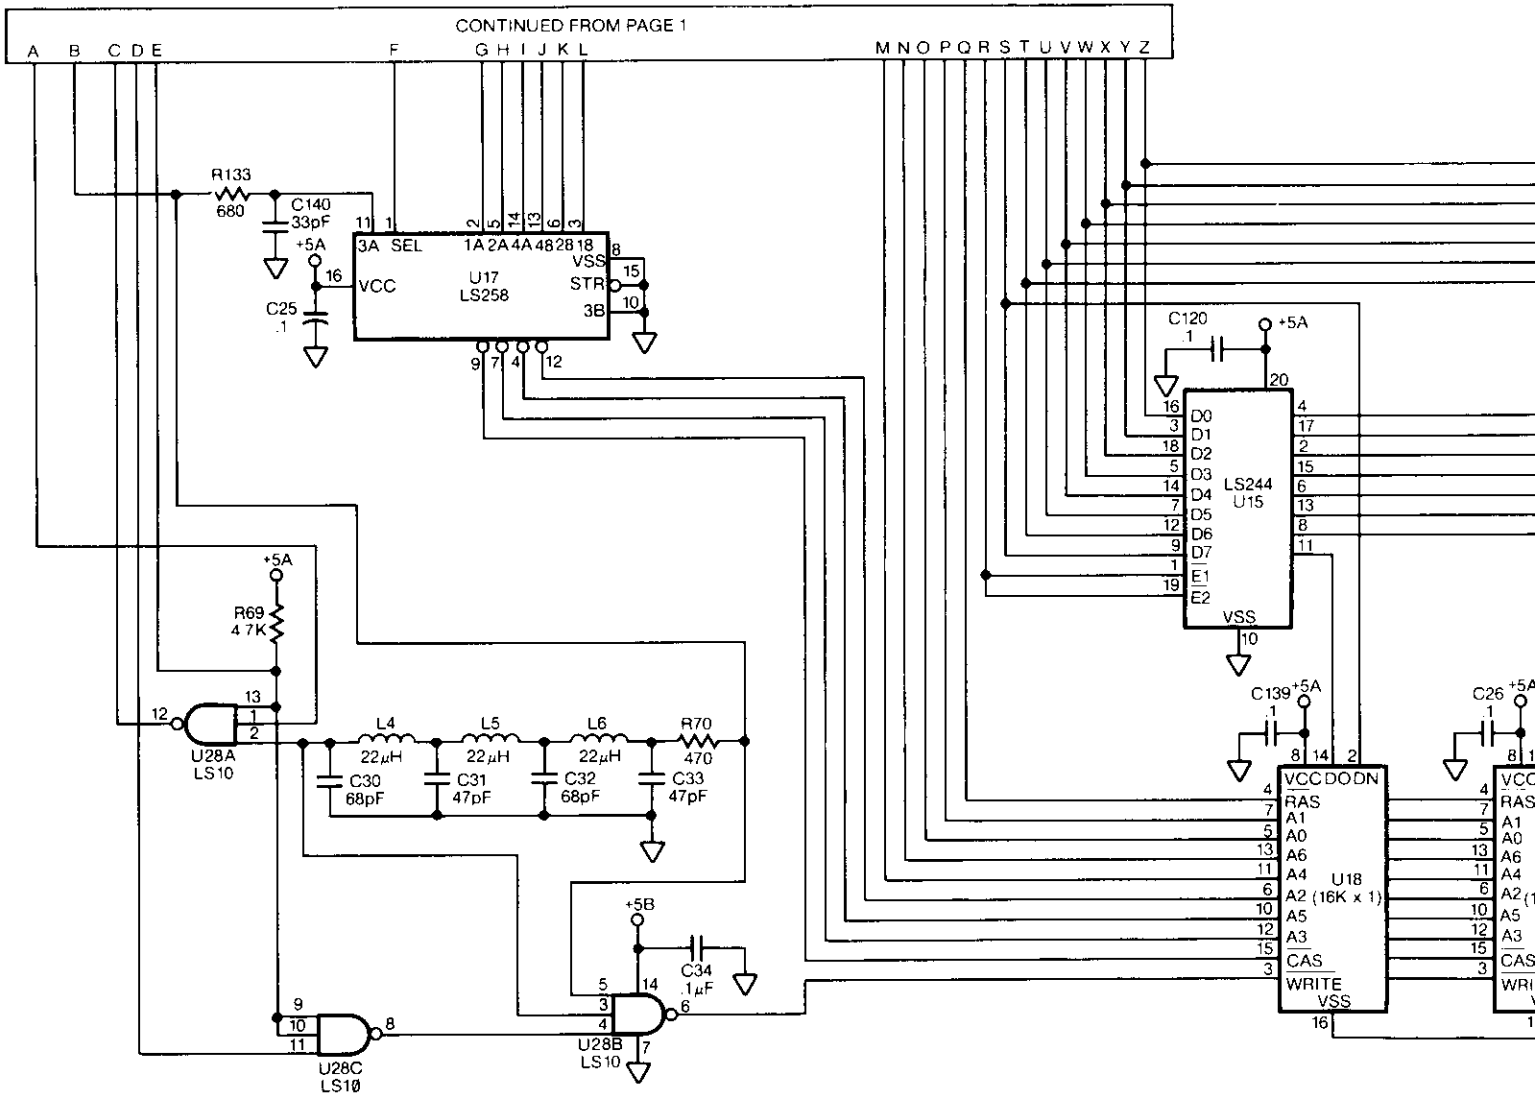 CONTINUED FROM PAGE 1
A B C D E F G H I J K L M N O P Q R S T U V W X Y Z
R133
680
C140
33pF
+5A
16
C25
.1
11 1 2 5 14 13 6 3
3A SEL 1A 2A 4A 4B 2B 1B
VCC
U17
LS258
VSS 8
STR 15
3B 10
9 7 4 12
C120
.1
+5A
20
16 D0 4
3 D1 17
18 D2 2
5 D3 15
14 D4 6
7 D5 13
12 D6 8
9 D7 11
1 E1
19 E2
LS244
U15
VSS
10
+5A
R69
4.7K
12 13
1
2
U28A
LS10
L4 L5 L6 R70
22μH 22μH 22μH 470
C30 C31 C32 C33
68pF 47pF 68pF 47pF
+5B
C34
.1μF
5 14
3
4
6
7
U28B
LS10
9
10
11
8
U28C
LS10
C139 +5A
.1
8 14 2
VCC DO DN
4 RAS
7 A1
5 A0
13 A6
11 A4
6 A2
10 A5
12 A3
15 CAS
3 WRITE
VSS
16
U18
(16K x 1)
C26 +5A
.1
8 1
VCC
4 RAS
7 A1
5 A0
13 A6
11 A4
6 A2 (1
10 A5
12 A3
15 CAS
3 WRI
V
1